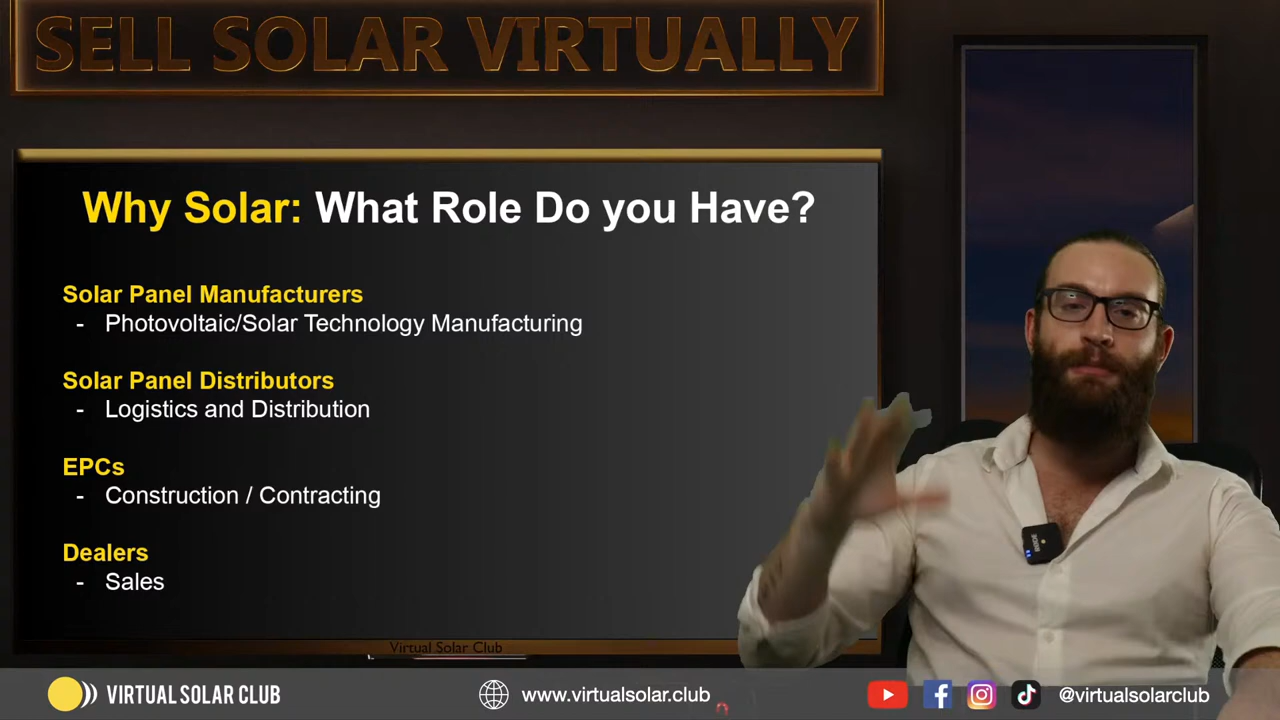 SELL SOLAR VIRTUALLY
Why Solar: What Role Do you Have?
Solar Panel Manufacturers
- Photovoltaic/Solar Technology Manufacturing
Solar Panel Distributors
- Logistics and Distribution
EPCs
- Construction / Contracting
Dealers
- Sales
Virtual Solar Club
VIRTUAL SOLAR CLUB
www.virtualsolar.club
@virtualsolarclub